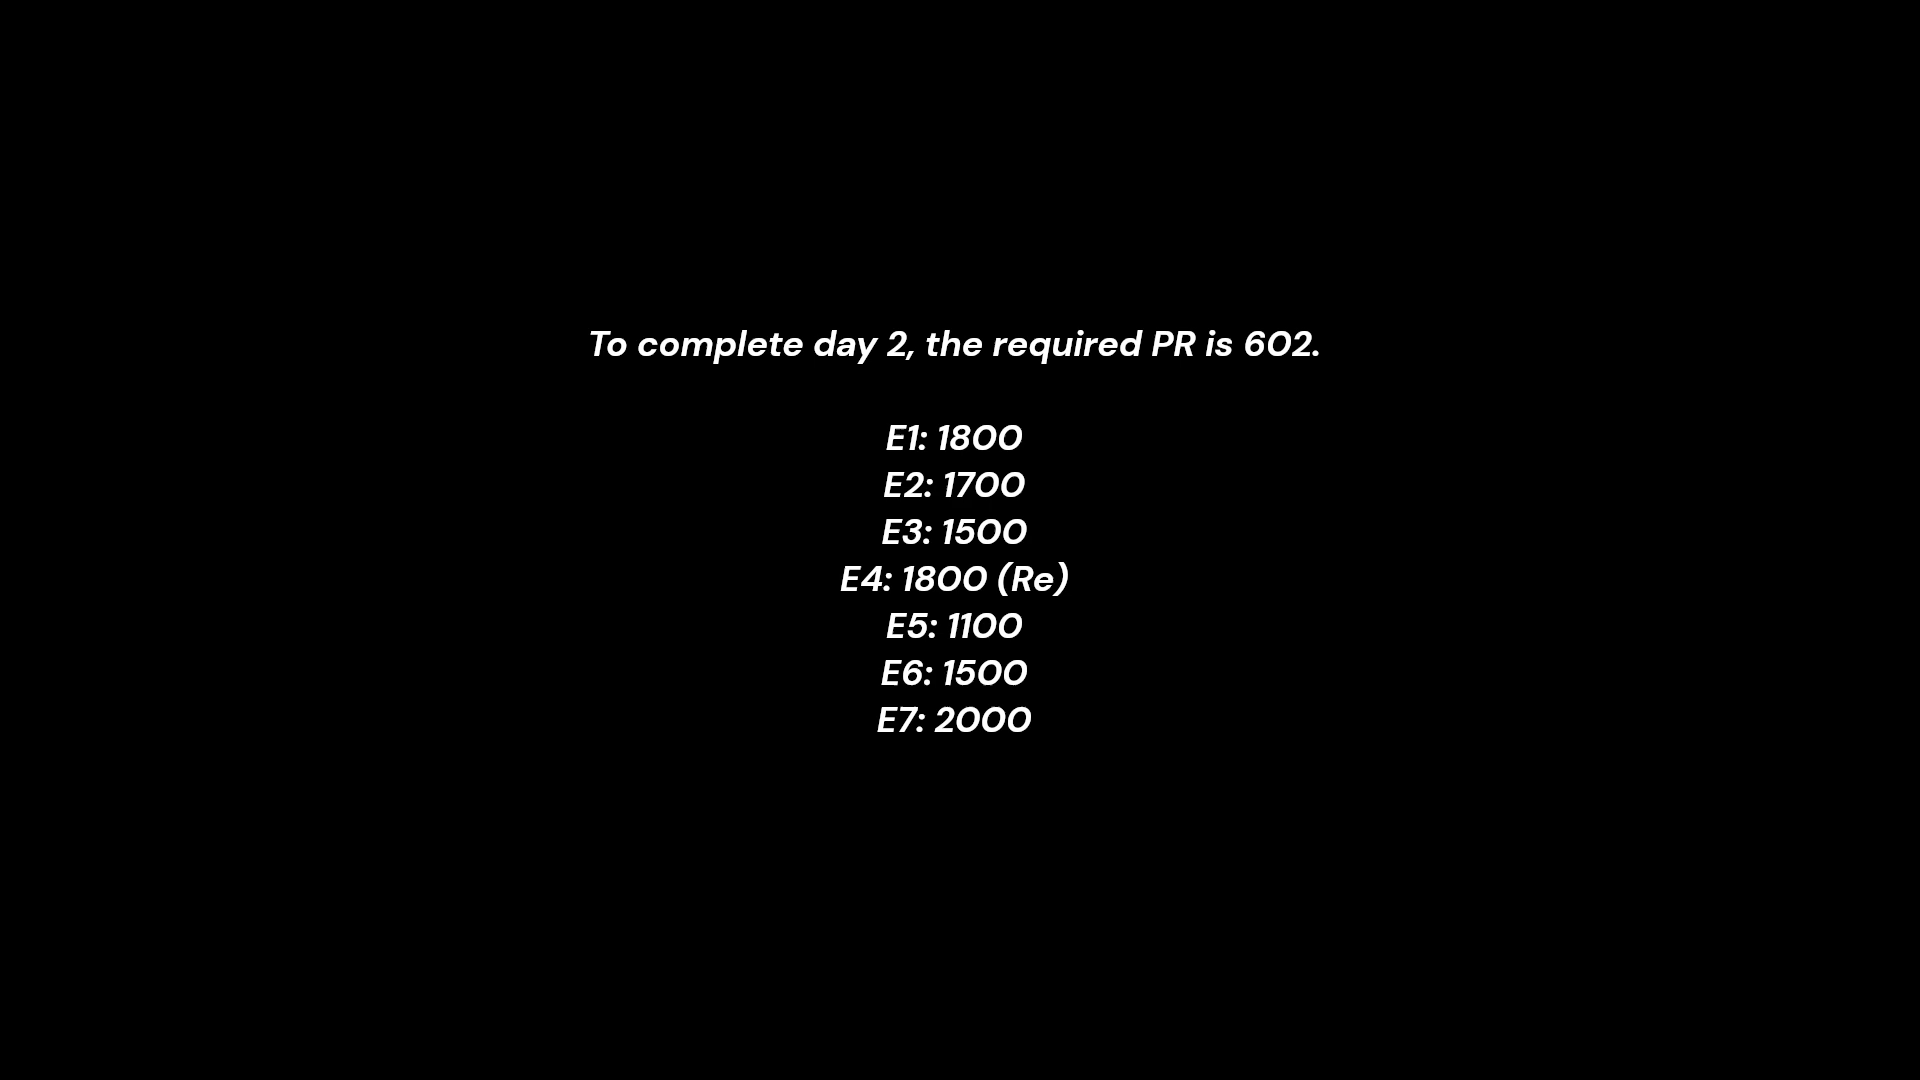 To complete day 2, the required PR is 602.
E1: 1800
E2: 1700
E3: 1500
E4: 1800 (Re)
E5: 1100
E6: 1500
E7: 2000